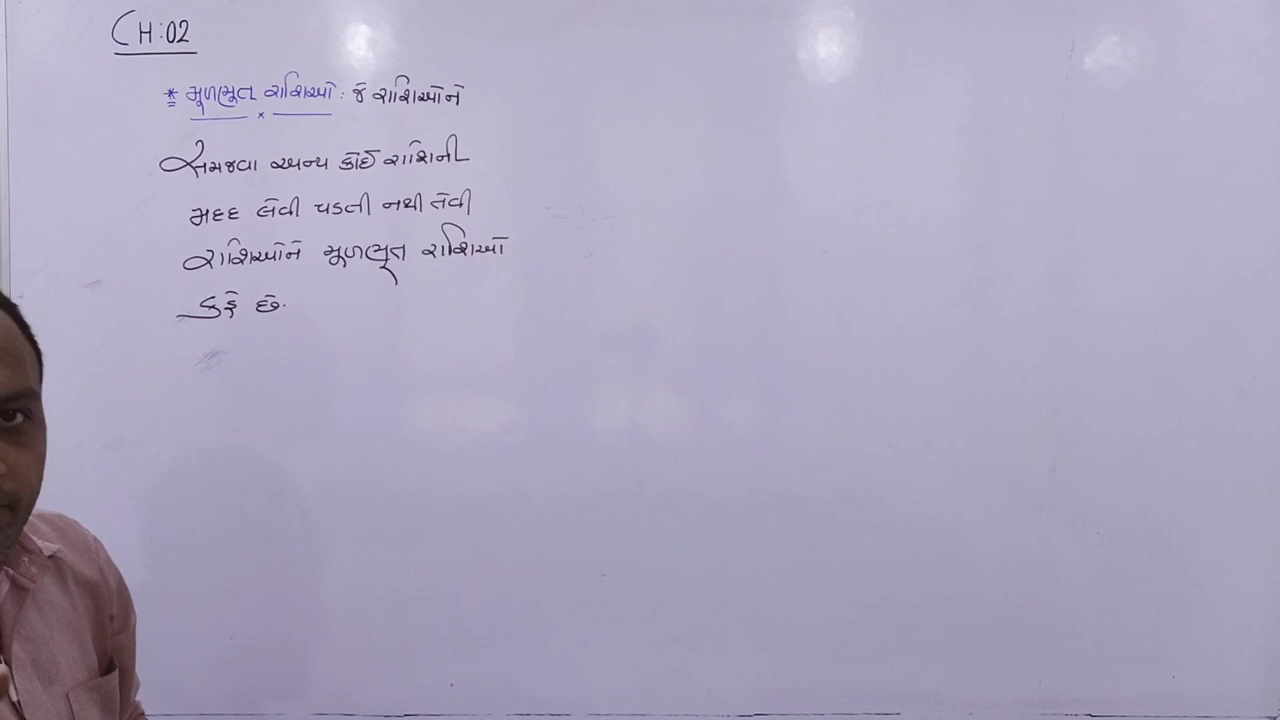 CH:02
* મૂળભૂત રાશિઓ: જે રાશિઓને
સમજવા અન્ય કોઈ રાશિની
મદદ લેવી પડતી નથી તેવી
રાશિઓને મૂળભૂત રાશિઓ
કહે છે.